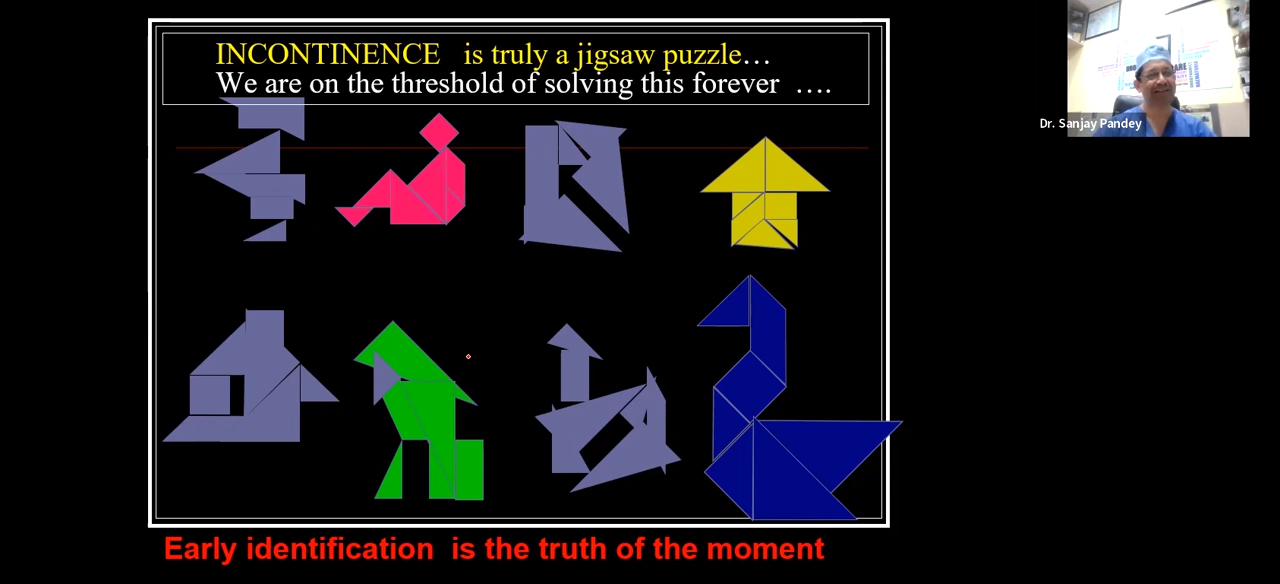 INCONTINENCE is truly a jigsaw puzzle…
We are on the threshold of solving this forever ….
Dr. Sanjay Pandey
Early identification is the truth of the moment